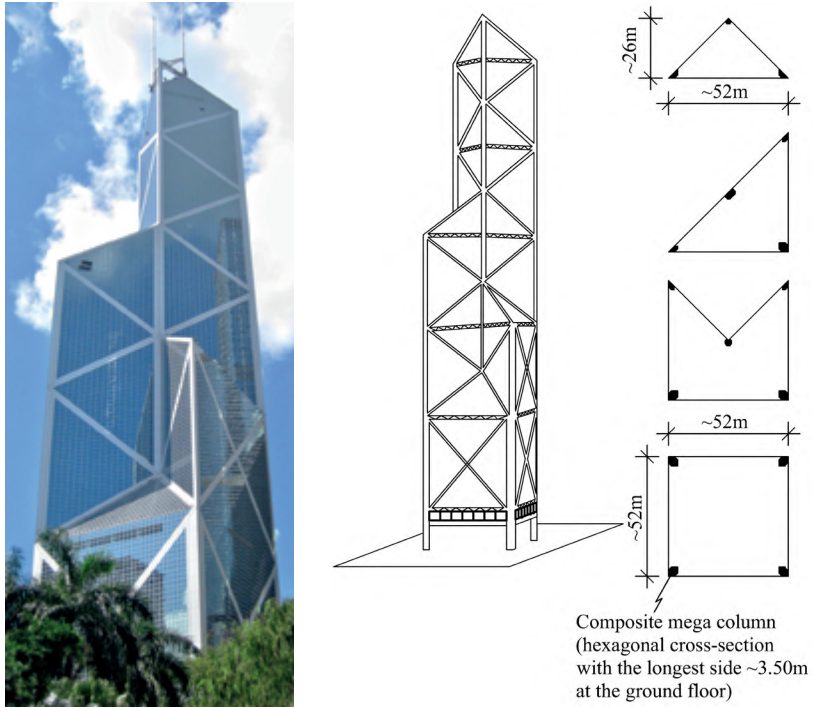 ~26m
~52m
~52m
~52m
Composite mega column
(hexagonal cross-section
with the longest side ~3.50m
at the ground floor)